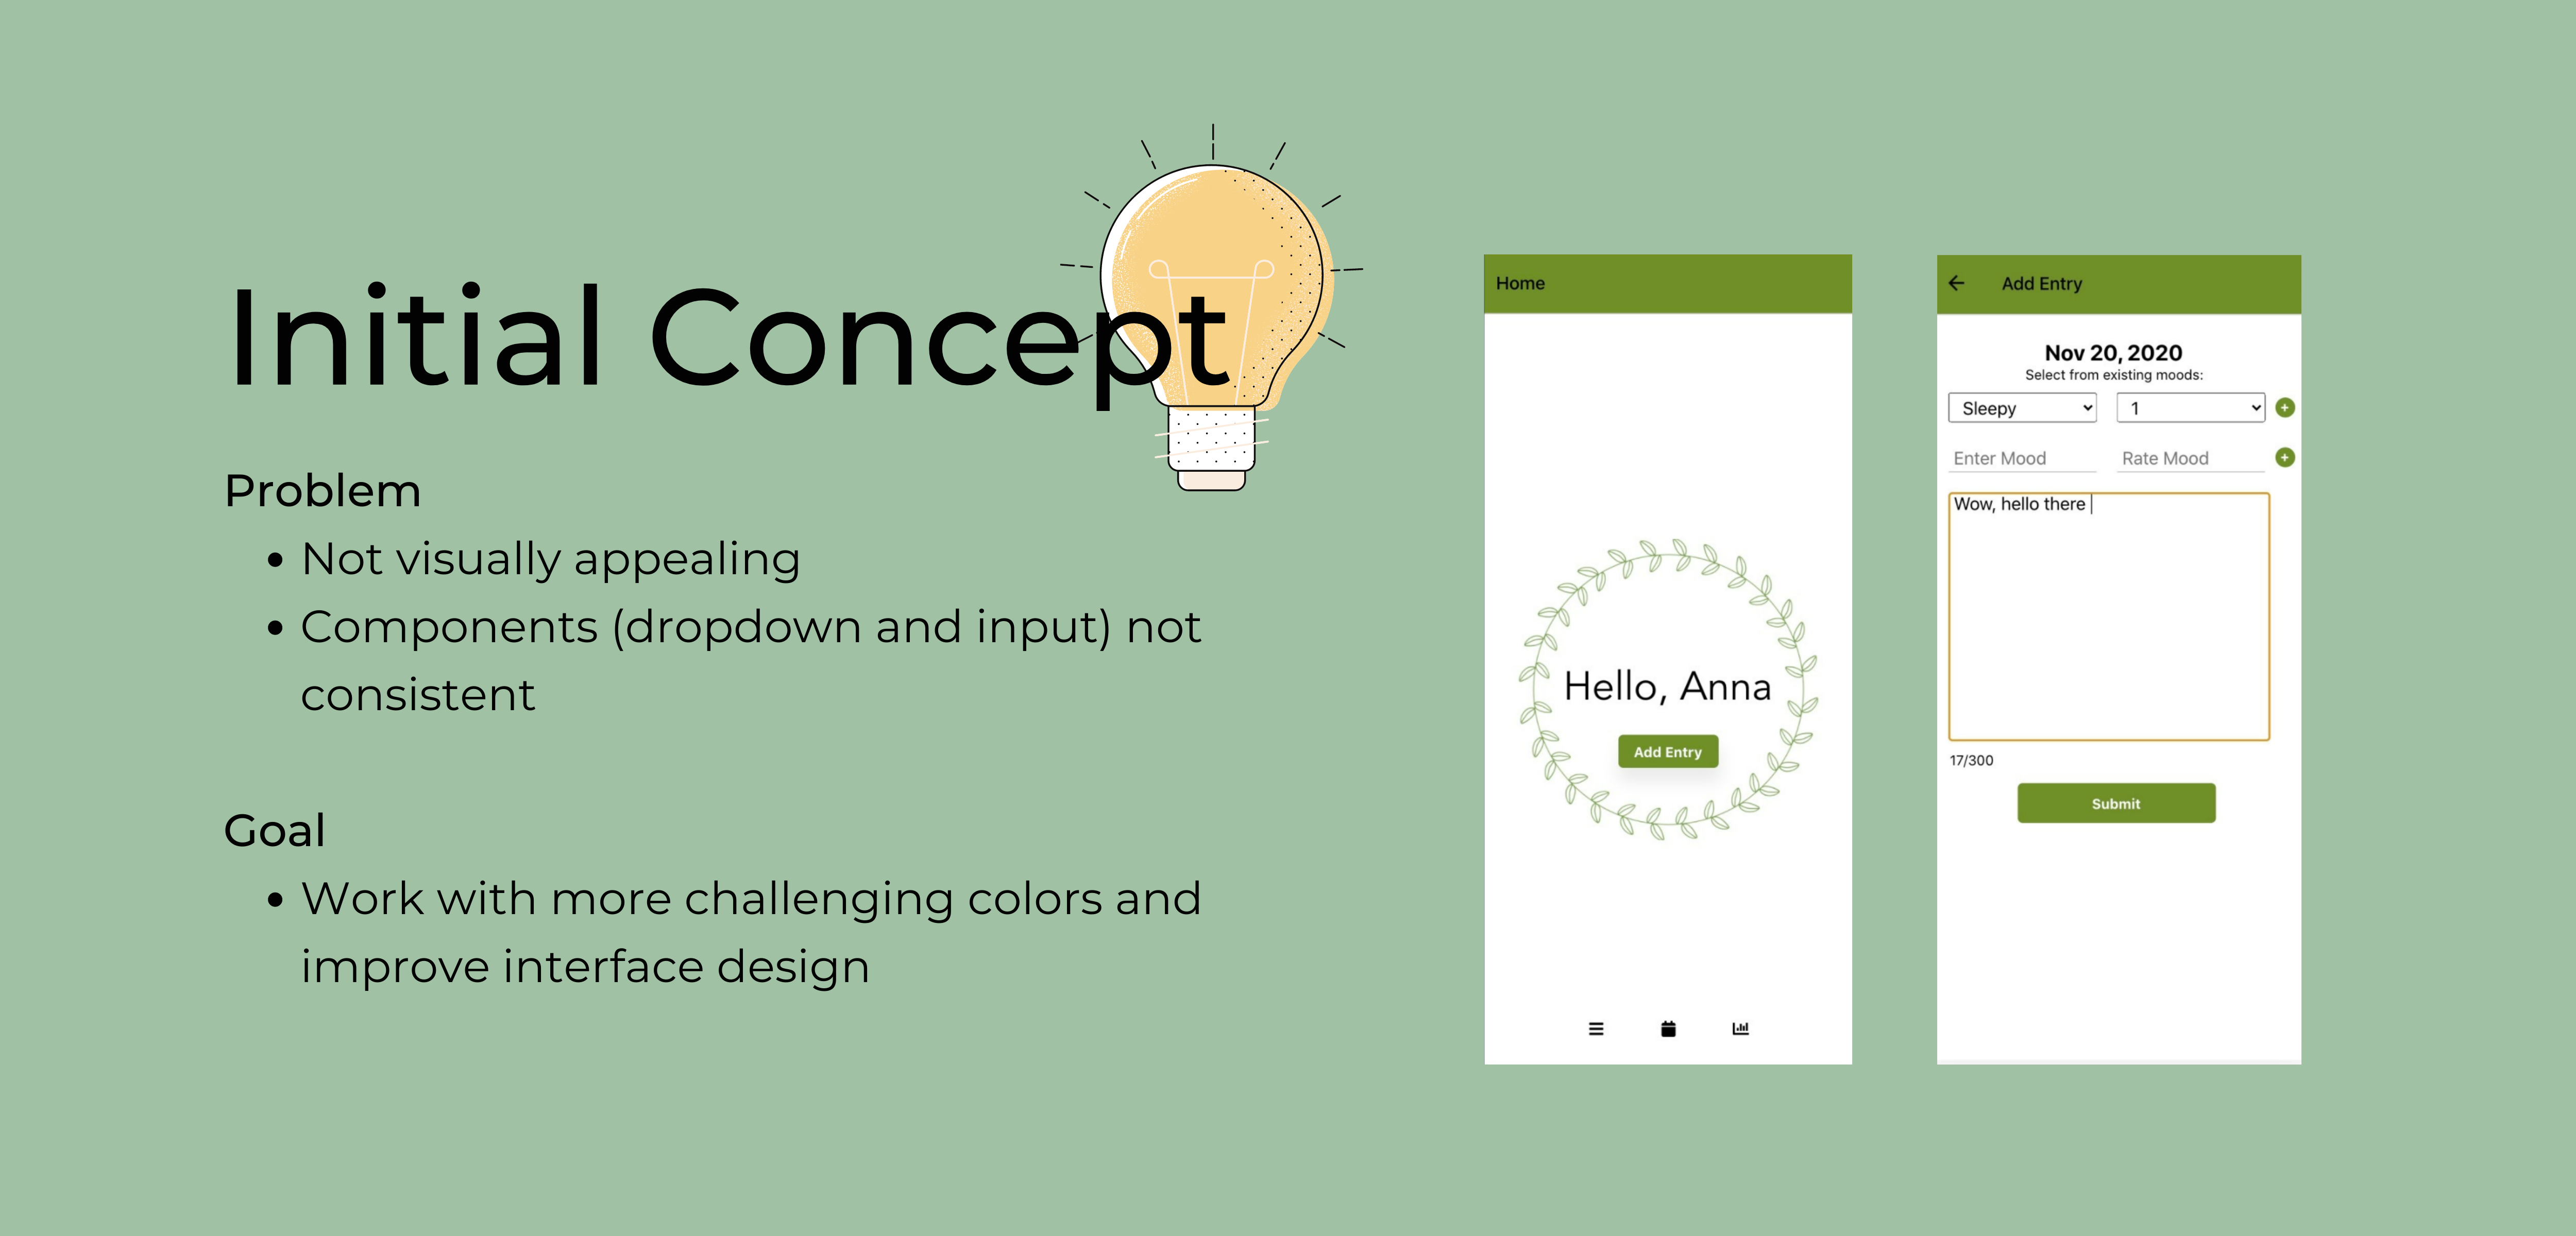 Initial Concept
Problem
• Not visually appealing
• Components (dropdown and input) not
consistent
Goal
• Work with more challenging colors and
improve interface design
Home
Hello, Anna
Add Entry
Add Entry
Nov 20, 2020
Select from existing moods:
Sleepy 1
Enter Mood Rate Mood
Wow, hello there
17/300
Submit